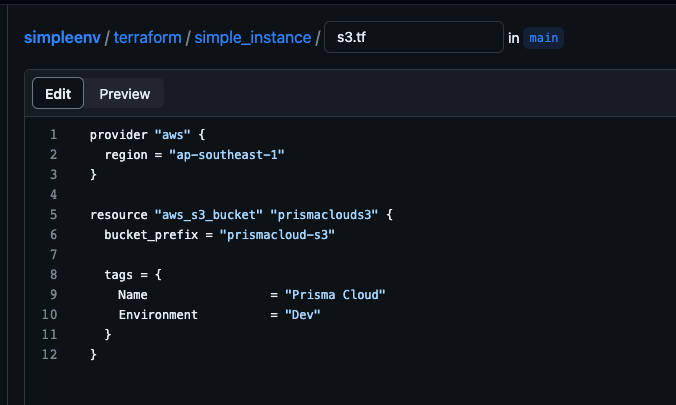 simpleenv / terraform / simple_instance / s3.tf in main
Edit Preview
1 provider "aws" {
2   region = "ap-southeast-1"
3 }
4
5 resource "aws_s3_bucket" "prismaclouds3" {
6   bucket_prefix = "prismacloud-s3"
7
8   tags = {
9     Name                 = "Prisma Cloud"
10     Environment          = "Dev"
11   }
12 }